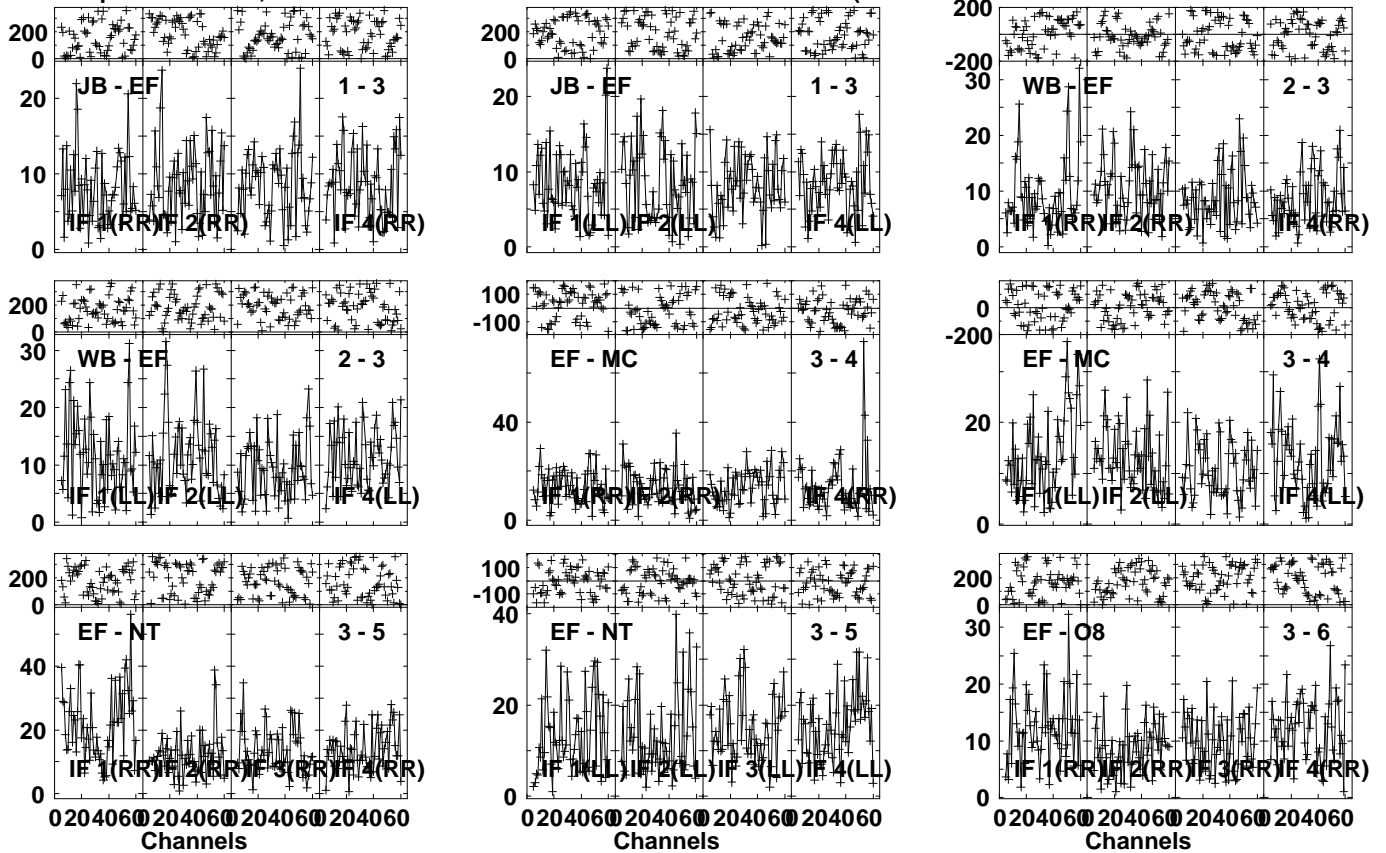 200
0
200
0
200
-200
20
10
0
JB - EF
1 - 3
IF 1(RR)
IF 2(RR)
IF 4(RR)
20
10
0
JB - EF
1 - 3
IF 1(LL)
IF 2(LL)
IF 4(LL)
30
20
10
0
WB - EF
2 - 3
IF 1(RR)
IF 2(RR)
IF 4(RR)
200
0
100
-100
0
-200
30
20
10
0
WB - EF
2 - 3
IF 1(LL)
IF 2(LL)
IF 4(LL)
40
20
0
EF - MC
3 - 4
IF 1(RR)
IF 2(RR)
IF 4(RR)
20
0
EF - MC
3 - 4
IF 1(LL)
IF 2(LL)
IF 4(LL)
200
0
100
-100
200
0
40
20
0
EF - NT
3 - 5
IF 1(RR)
IF 2(RR)
IF 3(RR)
IF 4(RR)
40
20
0
EF - NT
3 - 5
IF 1(LL)
IF 2(LL)
IF 3(LL)
IF 4(LL)
30
20
10
0
EF - O8
3 - 6
IF 1(RR)
IF 2(RR)
IF 3(RR)
IF 4(RR)
0 20 40 60 0 20 40 60 0 20 40 60 0 20 40 60
Channels
0 20 40 60 0 20 40 60 0 20 40 60 0 20 40 60
Channels
0 20 40 60 0 20 40 60 0 20 40 60 0 20 40 60
Channels